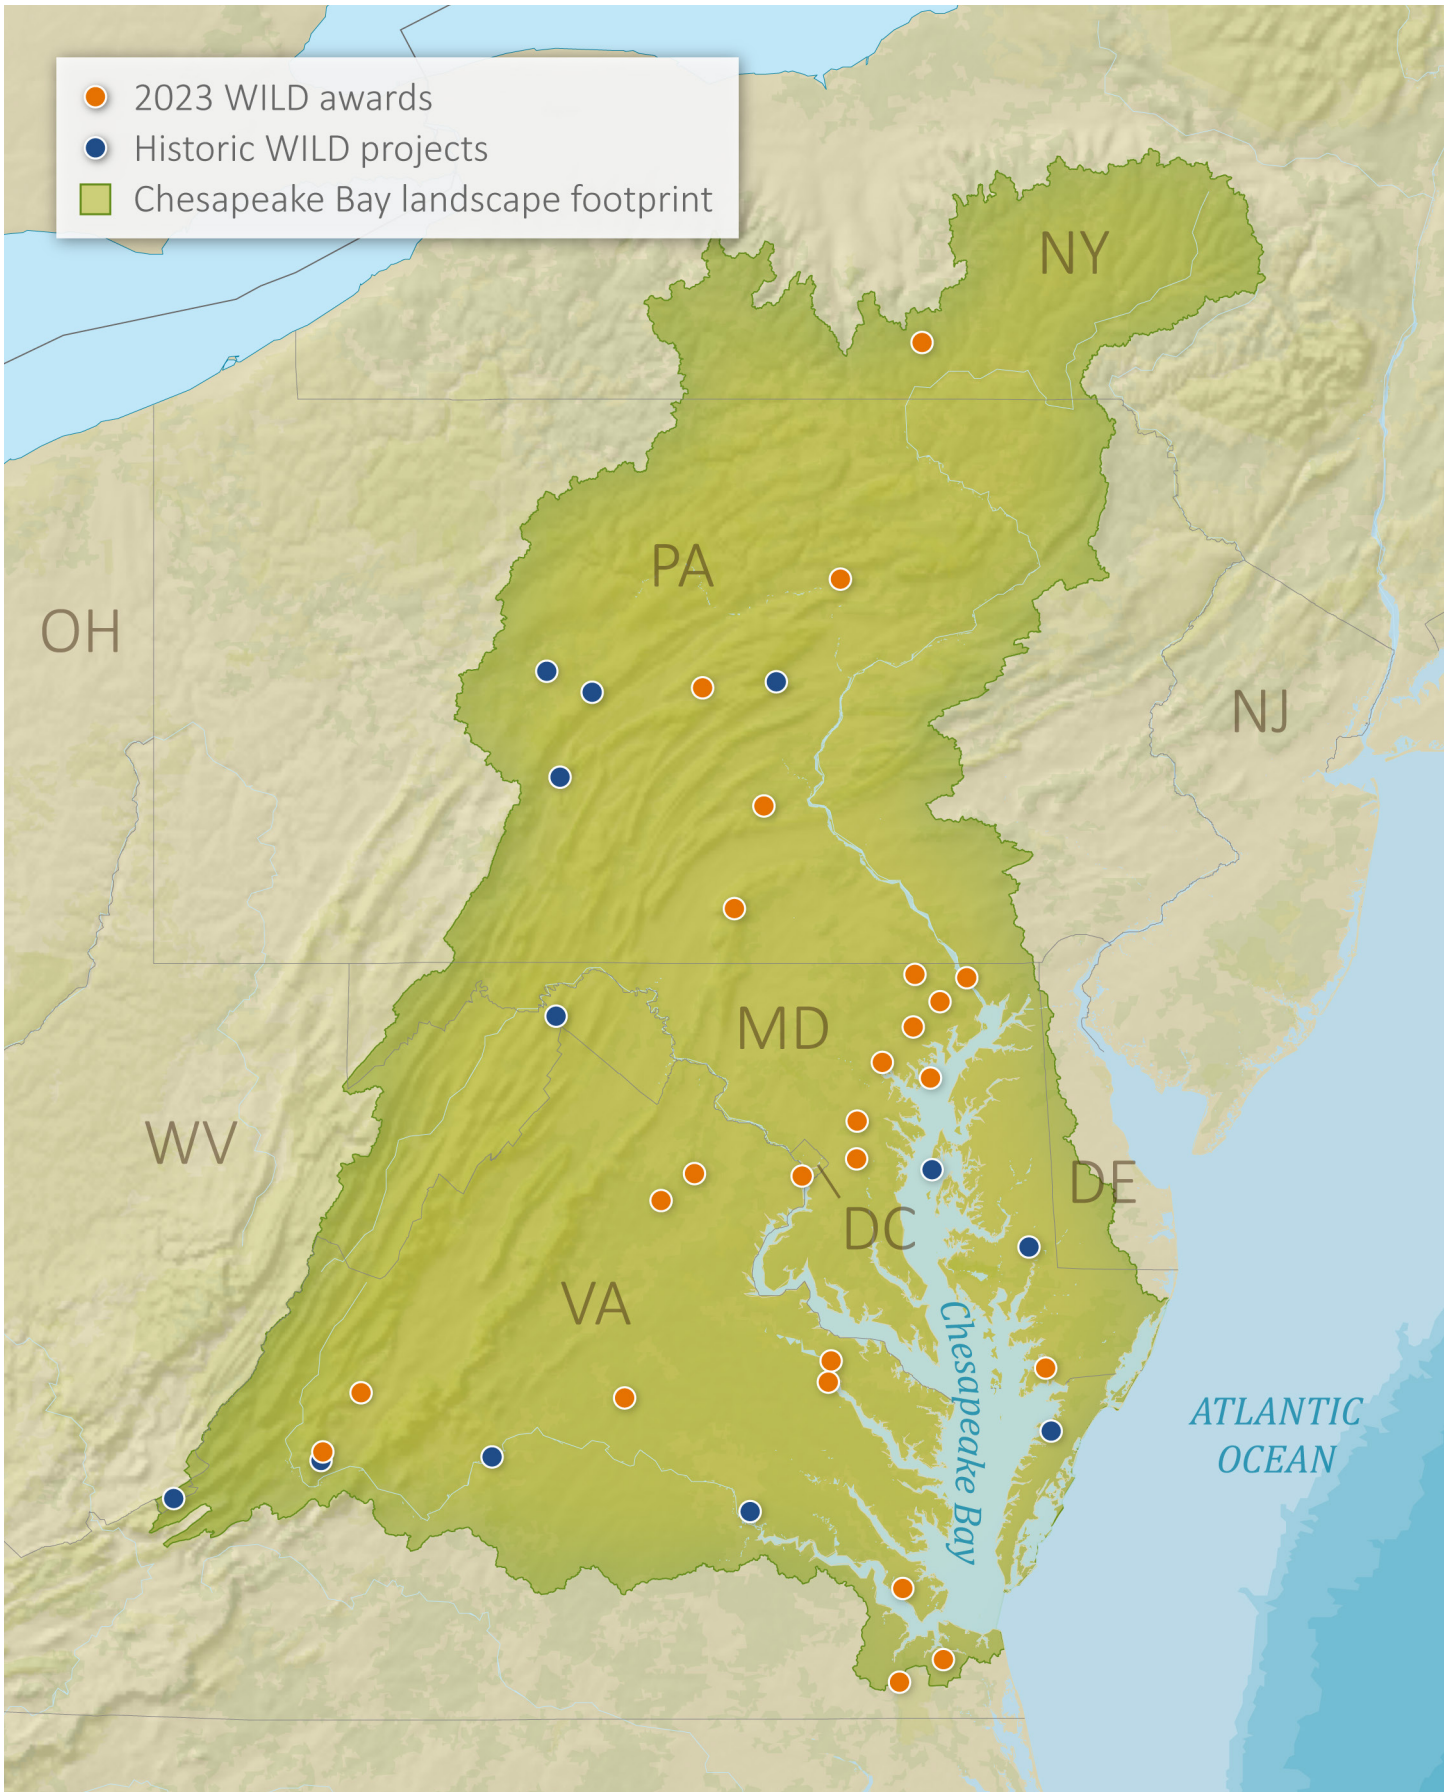 2023 WILD awards
Historic WILD projects
Chesapeake Bay landscape footprint
NY
PA
OH
NJ
MD
WV
DE
DC
VA
Chesapeake Bay
ATLANTIC
OCEAN